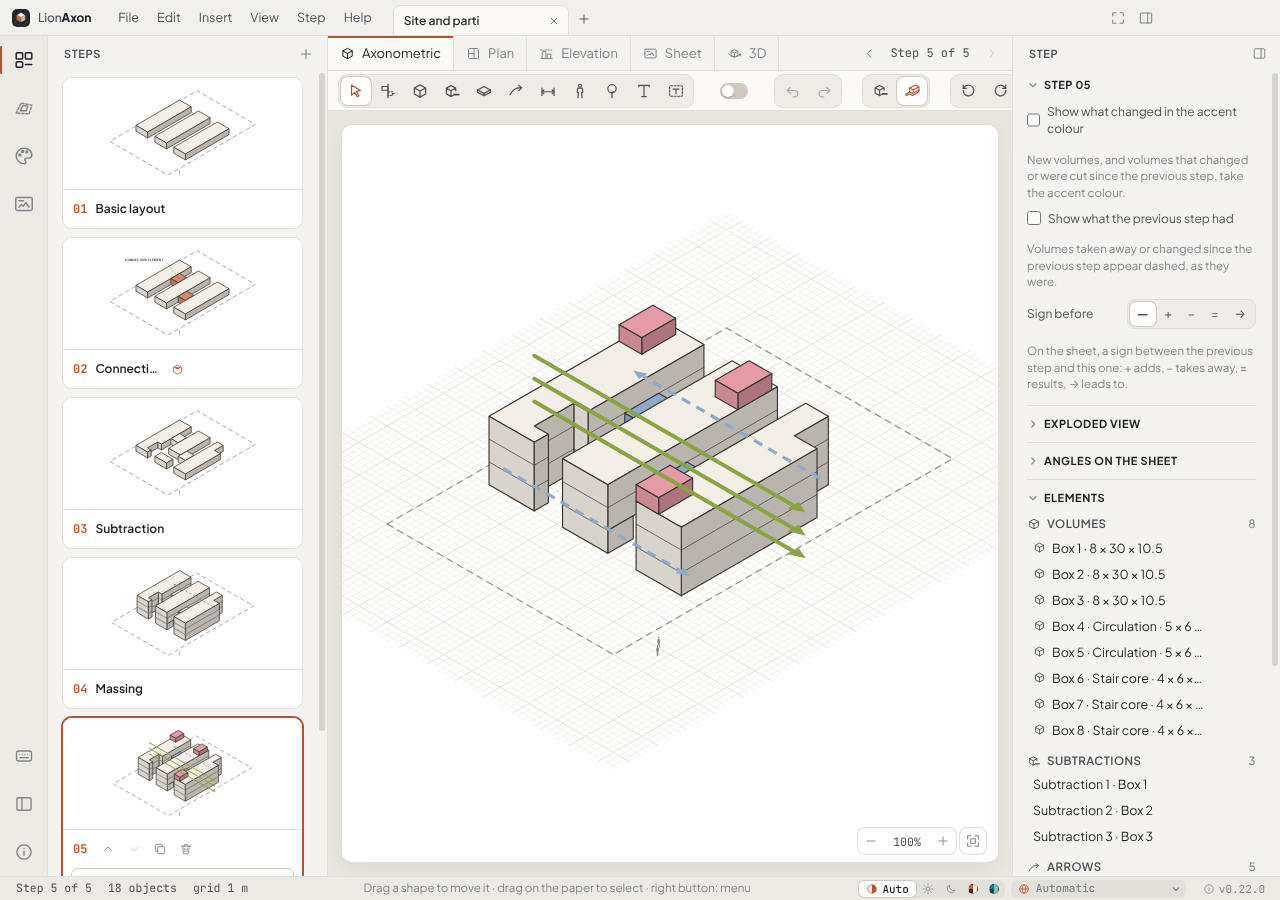 LionAxon File Edit Insert View Step Help Site and parti
STEPS
Axonometric Plan Elevation Sheet 3D Step 5 of 5
STEP
01 Basic layout
CONNECTING ELEMENT
02 Connecti...
03 Subtraction
04 Massing
05
100%
STEP 05
Show what changed in the accent
colour
New volumes, and volumes that changed
or were cut since the previous step, take
the accent colour.
Show what the previous step had
Volumes taken away or changed since the
previous step appear dashed, as they
were.
Sign before — + − = →
On the sheet, a sign between the previous
step and this one: + adds, − takes away, =
results, → leads to.
EXPLODED VIEW
ANGLES ON THE SHEET
ELEMENTS
VOLUMES 8
Box 1 · 8 × 30 × 10.5
Box 2 · 8 × 30 × 10.5
Box 3 · 8 × 30 × 10.5
Box 4 · Circulation · 5 × 6 ...
Box 5 · Circulation · 5 × 6 ...
Box 6 · Stair core · 4 × 6 ×...
Box 7 · Stair core · 4 × 6 ×...
Box 8 · Stair core · 4 × 6 ×...
SUBTRACTIONS 3
Subtraction 1 · Box 1
Subtraction 2 · Box 2
Subtraction 3 · Box 3
ARROWS 5
Step 5 of 5 18 objects grid 1 m Drag a shape to move it · drag on the paper to select · right button: menu Auto Automatic v0.22.0